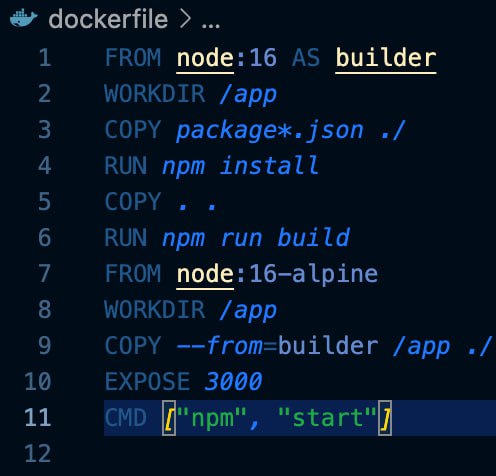 dockerfile > ...
1 FROM node:16 AS builder
2 WORKDIR /app
3 COPY package*.json ./
4 RUN npm install
5 COPY . .
6 RUN npm run build
7 FROM node:16-alpine
8 WORKDIR /app
9 COPY --from=builder /app ./
10 EXPOSE 3000
11 CMD ["npm", "start"]
12